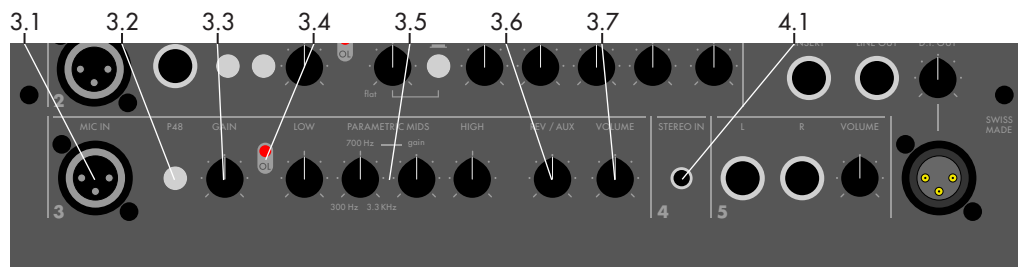 3.1 3.2 3.3 3.4 3.5 3.6 3.7 4.1
INSERT LINE OUT D.I. OUT
OL
flat
2
SWISS
MADE
MIC IN P48 GAIN LOW PARAMETRIC MIDS HIGH REV / AUX VOLUME STEREO IN L R VOLUME
700 Hz gain
OL
300 Hz 3.3 KHz
3 4 5